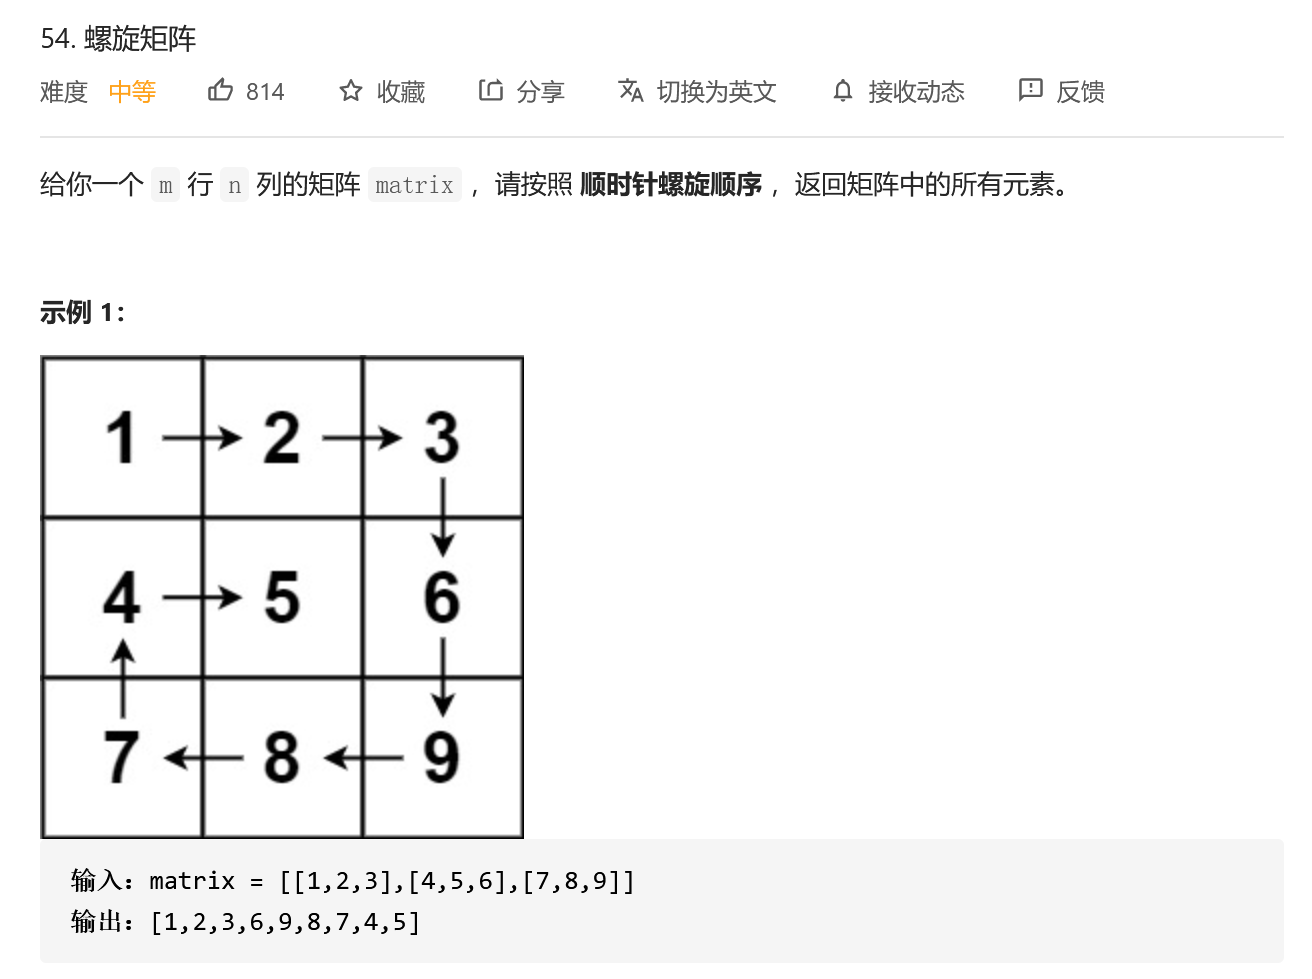 54. 螺旋矩阵
难度 中等 814 收藏 分享 切换为英文 接收动态 反馈
给你一个 m 行 n 列的矩阵 matrix ，请按照 顺时针螺旋顺序 ，返回矩阵中的所有元素。
示例 1：
1 2 3
4 5 6
7 8 9
输入：matrix = [[1,2,3],[4,5,6],[7,8,9]]
输出：[1,2,3,6,9,8,7,4,5]